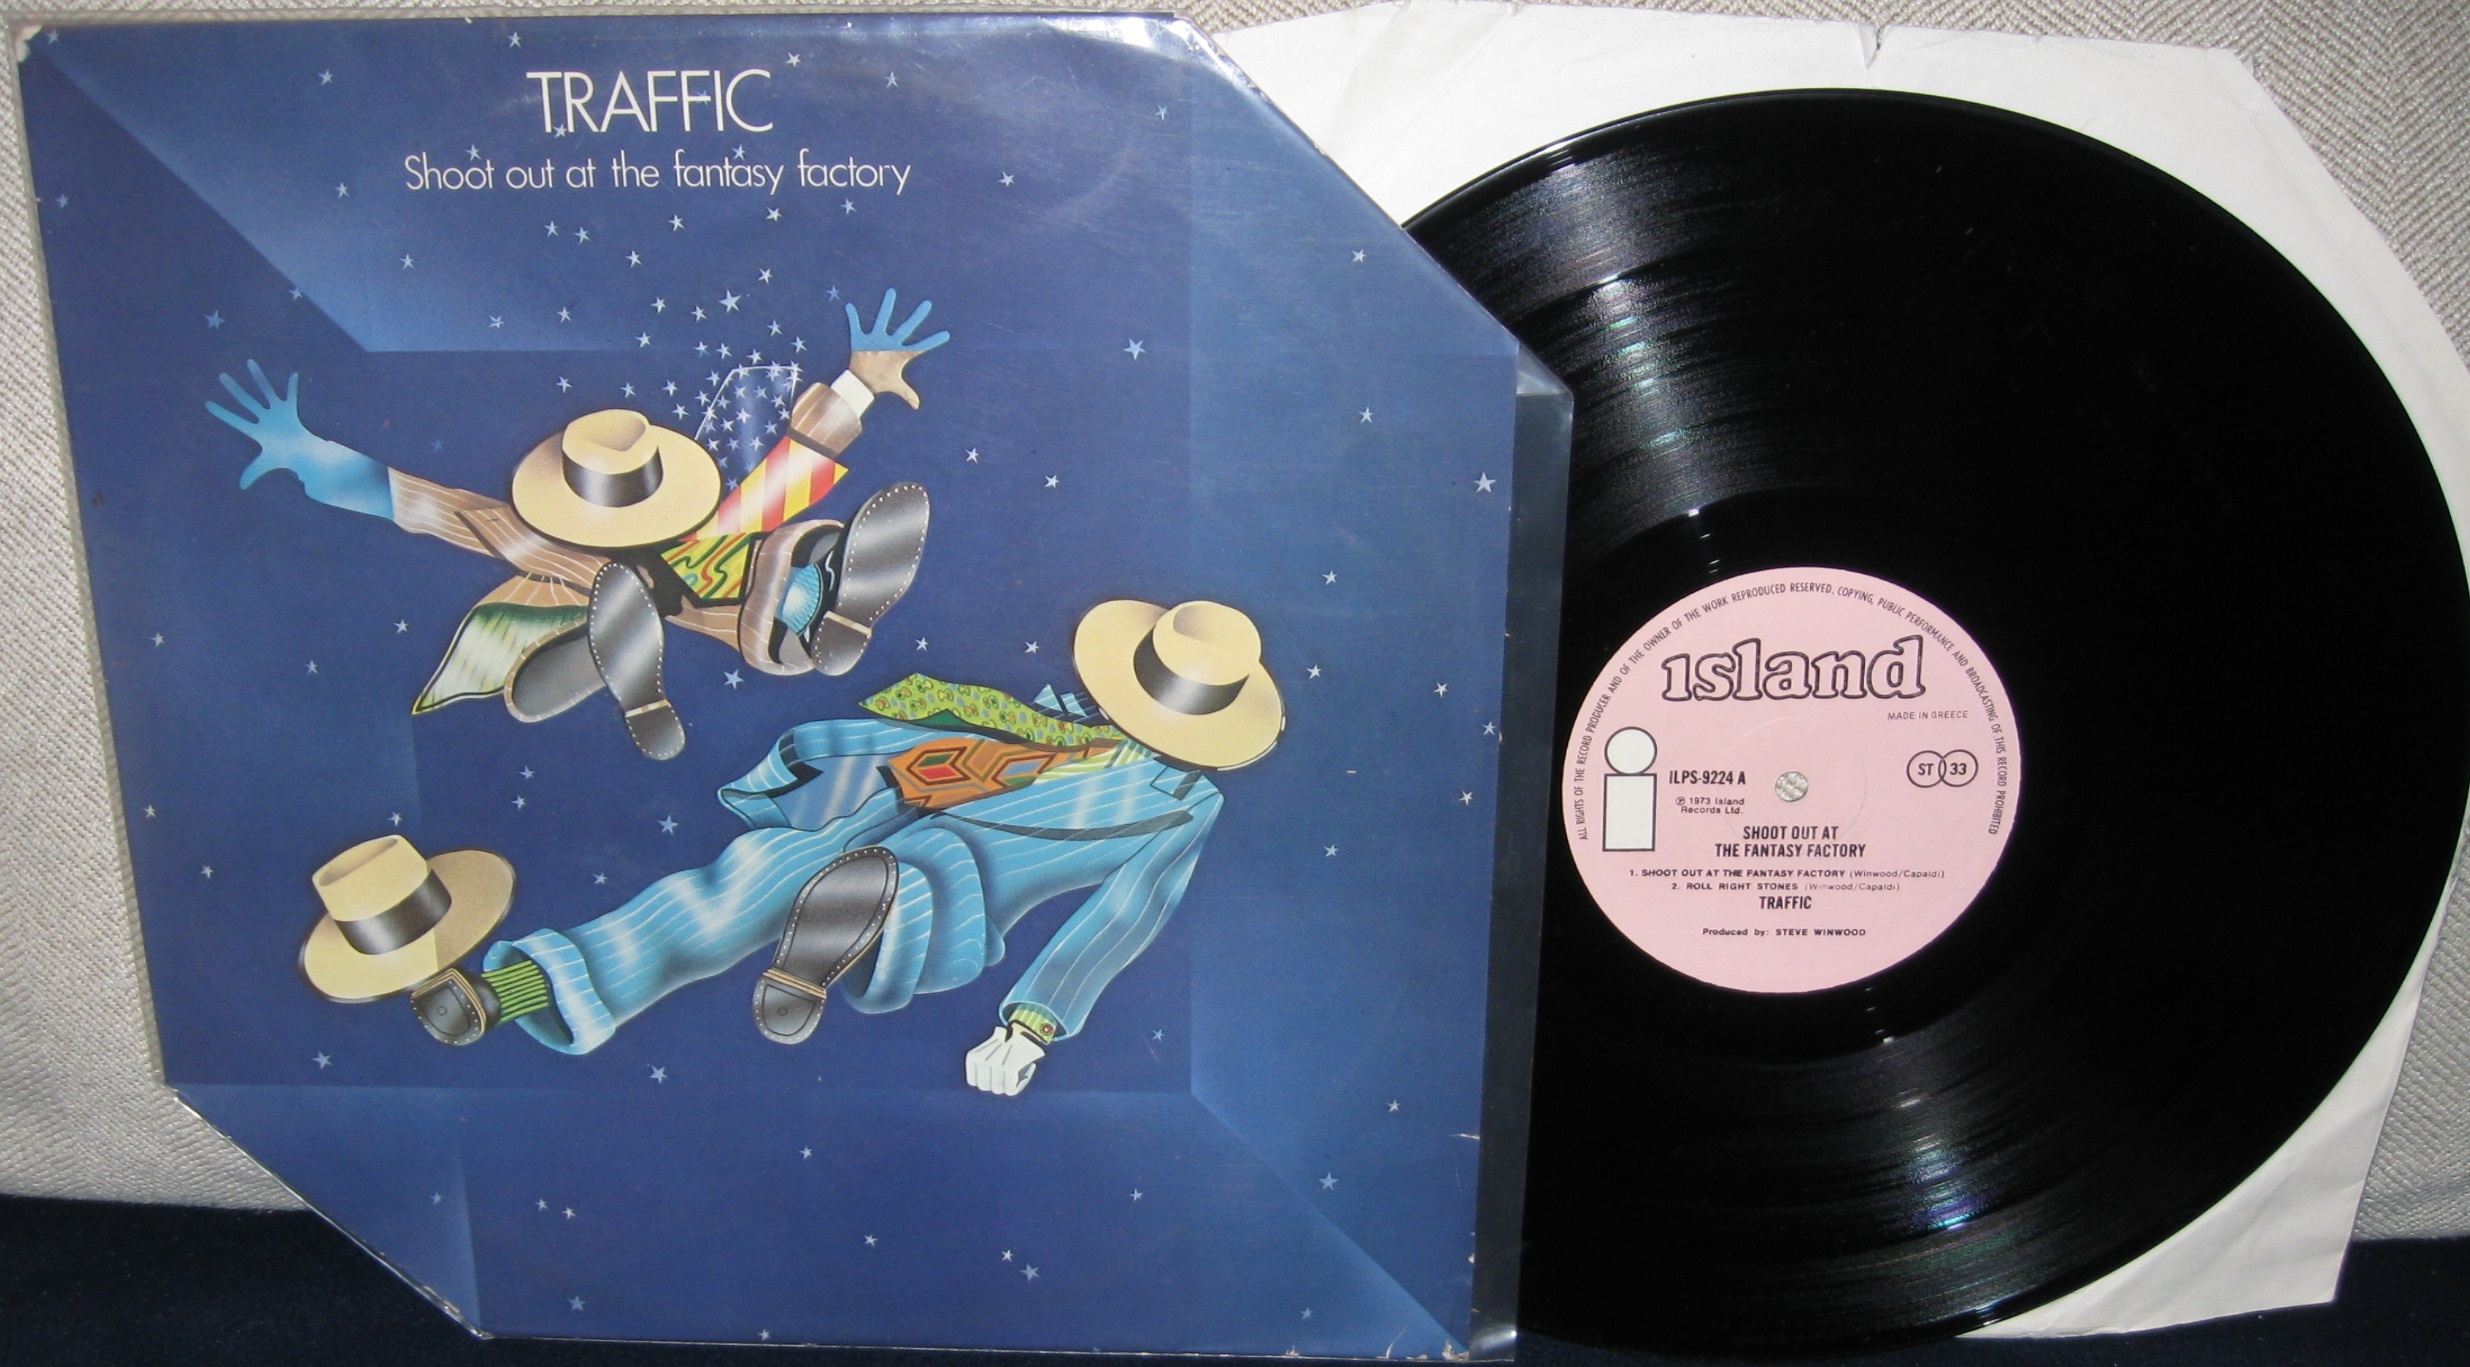 TRAFFIC
Shoot out at the fantasy factory
ALL RIGHTS OF THE RECORD PRODUCER AND OF THE OWNER OF THE WORK REPRODUCED RESERVED. COPYING, PUBLIC PERFORMANCE AND BROADCASTING OF THIS RECORD PROHIBITED
island
MADE IN GREECE
ILPS-9224 A
ST 33
℗ 1973 Island
Records Ltd.
SHOOT OUT AT
THE FANTASY FACTORY
1. SHOOT OUT AT THE FANTASY FACTORY (Winwood/Capaldi)
2. ROLL RIGHT STONES (Winwood/Capaldi)
TRAFFIC
Produced by: STEVE WINWOOD